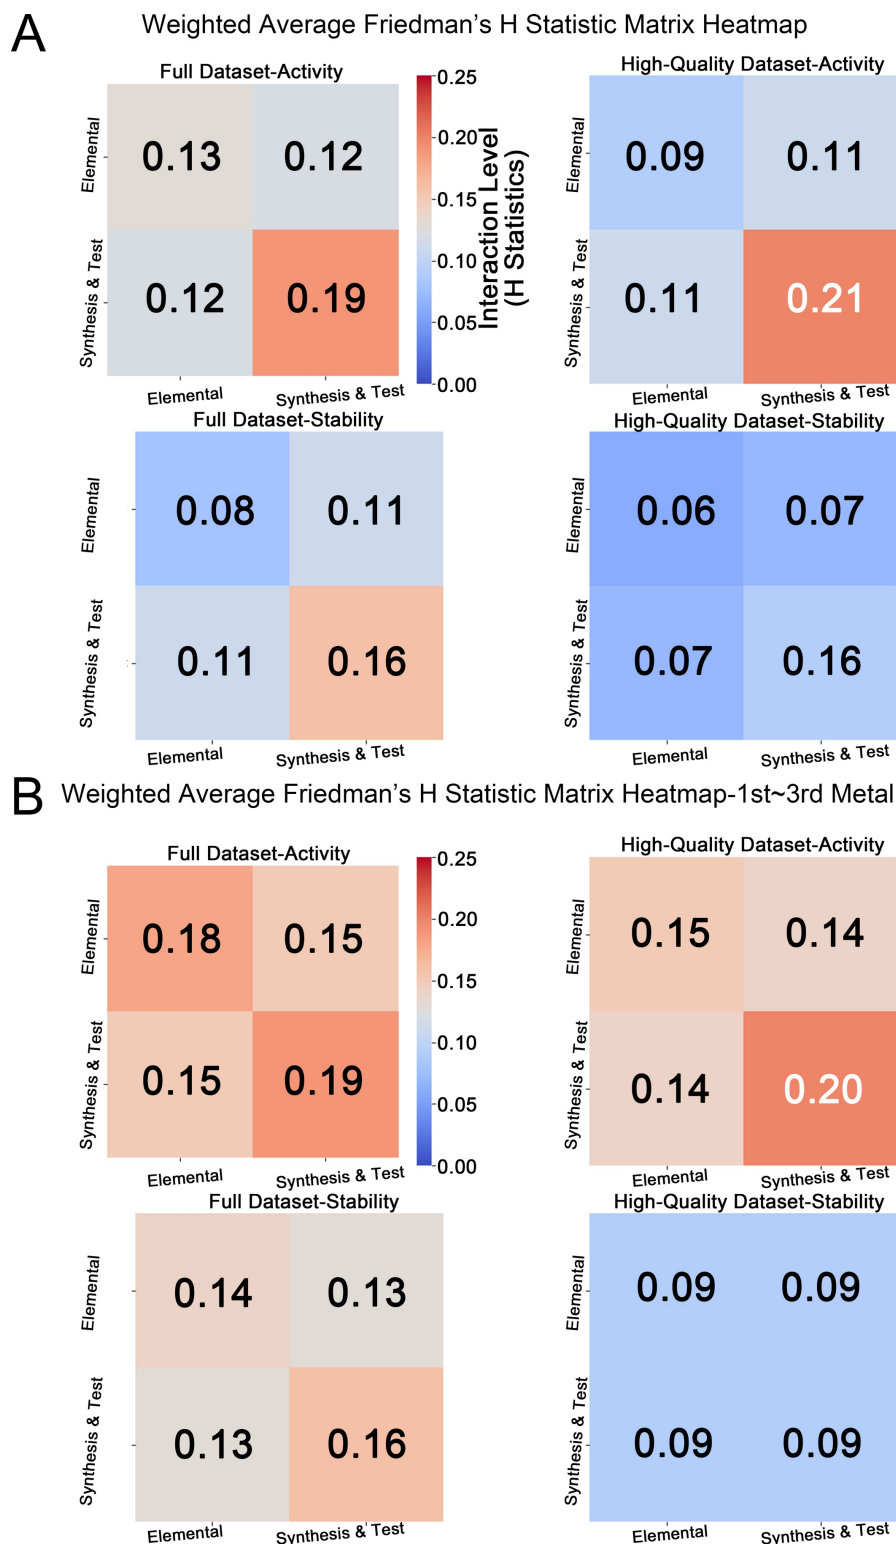 A
Weighted Average Friedman's H Statistic Matrix Heatmap
Full Dataset-Activity
Elemental
Synthesis & Test
0.13
0.12
0.12
0.19
Elemental
Synthesis & Test
0.25
0.20
0.15
0.10
0.05
0.00
Interaction Level
(H Statistics)
High-Quality Dataset-Activity
Elemental
Synthesis & Test
0.09
0.11
0.11
0.21
Elemental
Synthesis & Test
Full Dataset-Stability
Elemental
Synthesis & Test
0.08
0.11
0.11
0.16
Elemental
Synthesis & Test
High-Quality Dataset-Stability
Elemental
Synthesis & Test
0.06
0.07
0.07
0.16
Elemental
Synthesis & Test
B
Weighted Average Friedman's H Statistic Matrix Heatmap-1st~3rd Metal
Full Dataset-Activity
Elemental
Synthesis & Test
0.18
0.15
0.15
0.19
Elemental
Synthesis & Test
0.25
0.20
0.15
0.10
0.05
0.00
High-Quality Dataset-Activity
Elemental
Synthesis & Test
0.15
0.14
0.14
0.20
Elemental
Synthesis & Test
Full Dataset-Stability
Elemental
Synthesis & Test
0.14
0.13
0.13
0.16
Elemental
Synthesis & Test
High-Quality Dataset-Stability
Elemental
Synthesis & Test
0.09
0.09
0.09
0.09
Elemental
Synthesis & Test